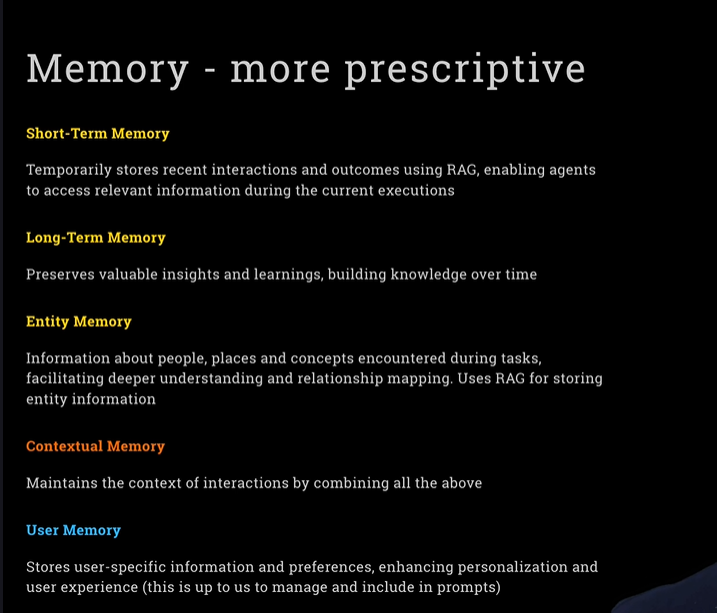 Memory - more prescriptive
Short-Term Memory
Temporarily stores recent interactions and outcomes using RAG, enabling agents
to access relevant information during the current executions
Long-Term Memory
Preserves valuable insights and learnings, building knowledge over time
Entity Memory
Information about people, places and concepts encountered during tasks,
facilitating deeper understanding and relationship mapping. Uses RAG for storing
entity information
Contextual Memory
Maintains the context of interactions by combining all the above
User Memory
Stores user-specific information and preferences, enhancing personalization and
user experience (this is up to us to manage and include in prompts)